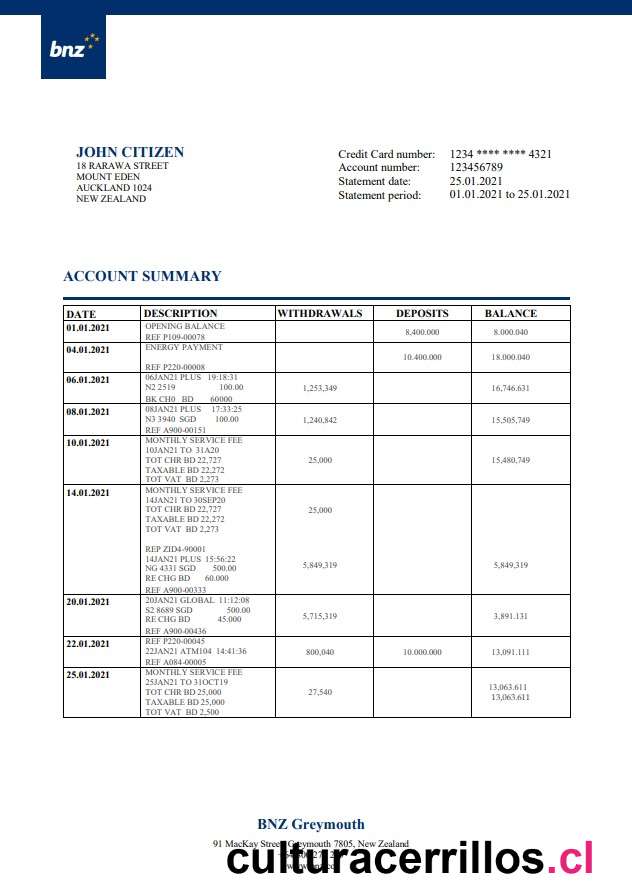 bnz
JOHN CITIZEN
18 RARAWA STREET
MOUNT EDEN
AUCKLAND 1024
NEW ZEALAND
Credit Card number: 1234 **** **** 4321
Account number: 123456789
Statement date: 25.01.2021
Statement period: 01.01.2021 to 25.01.2021
ACCOUNT SUMMARY
DATE DESCRIPTION WITHDRAWALS DEPOSITS BALANCE
01.01.2021 OPENING BALANCE
REF P109-00078 8,400.000 8.000.040
04.01.2021 ENERGY PAYMENT
10.400.000 18.000.040
REF P220-00008
06.01.2021 06JAN21 PLUS 19:18:31
N2 2519 100.00 1,253,349 16,746.631
BK CH0 BD 60000
08.01.2021 08JAN21 PLUS 17:33:25
N3 3940 SGD 100.00 1,240,842 15,505,749
REF A900-00151
10.01.2021 MONTHLY SERVICE FEE
10JAN21 TO 31A20
TOT CHR BD 22,727 25,000 15,480,749
TAXABLE BD 22,272
TOT VAT BD 2,273
14.01.2021 MONTHLY SERVICE FEE
14JAN21 TO 30SEP20
TOT CHR BD 22,727 25,000
TAXABLE BD 22,272
TOT VAT BD 2,273
REP ZID4-90001
14JAN21 PLUS 15:56:22
NG 4331 SGD 500.00 5,849,319 5,849,319
RE CHG BD 60.000
REF A900-00333
20.01.2021 20JAN21 GLOBAL 11:12:08
S2 8689 SGD 500.00 5,715,319 3,891.131
RE CHG BD 45.000
REF A900-00436
22.01.2021 REF P220-00045
22JAN21 ATM104 14:41:36 800,040 10.000.000 13,091.111
REF A084-00005
25.01.2021 MONTHLY SERVICE FEE
25JAN21 TO 31OCT19
TOT CHR BD 25,000 27,540 13,063.611
TAXABLE BD 25,000 13,063.611
TOT VAT BD 2,500
BNZ Greymouth
91 MacKay Street, Greymouth 7805, New Zealand
culturacerrillos.cl